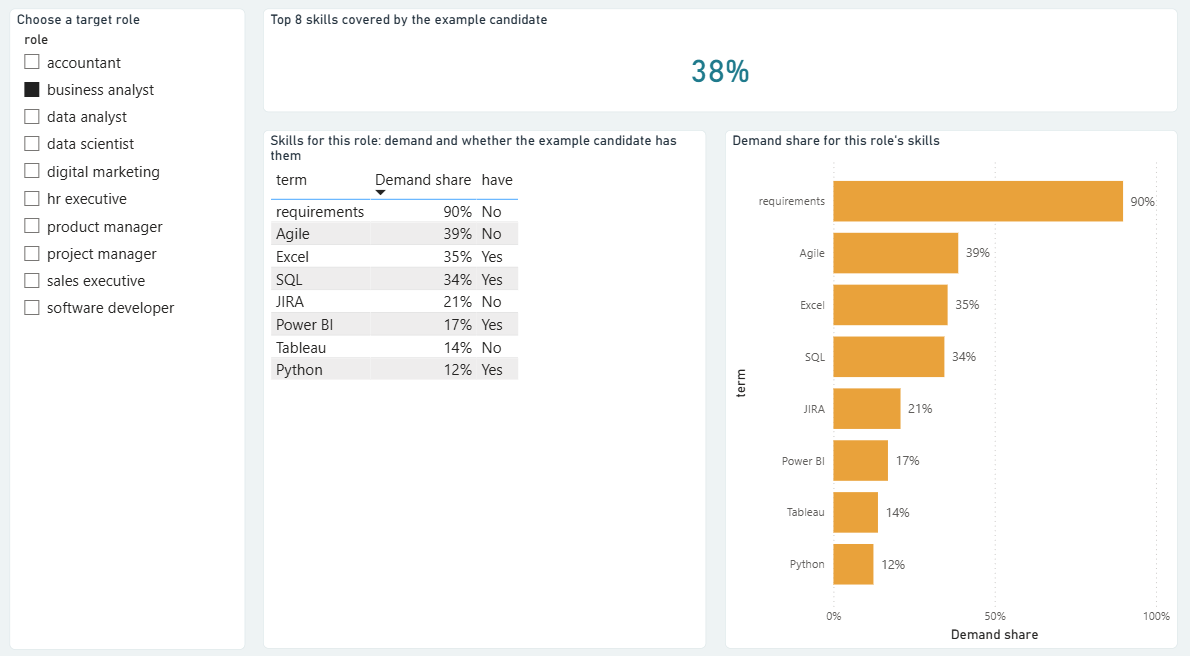 Choose a target role
role
accountant
business analyst
data analyst
data scientist
digital marketing
hr executive
product manager
project manager
sales executive
software developer
Top 8 skills covered by the example candidate
38%
Skills for this role: demand and whether the example candidate has
them
term Demand share have
requirements 90% No
Agile 39% No
Excel 35% Yes
SQL 34% Yes
JIRA 21% No
Power BI 17% Yes
Tableau 14% No
Python 12% Yes
Demand share for this role's skills
term
requirements 90%
Agile 39%
Excel 35%
SQL 34%
JIRA 21%
Power BI 17%
Tableau 14%
Python 12%
0% 50% 100%
Demand share